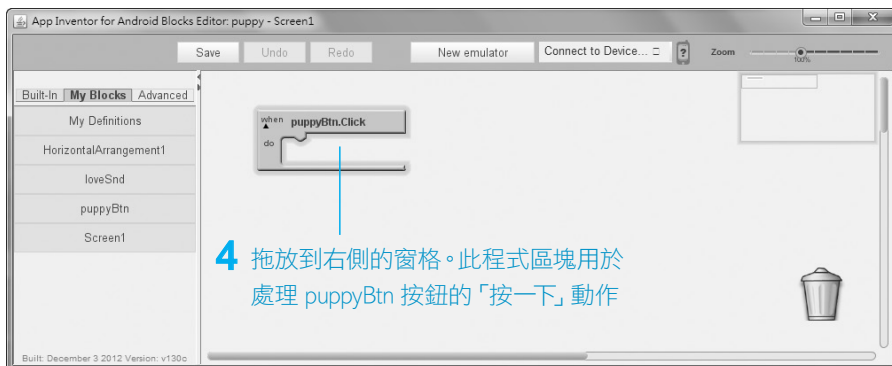 App Inventor for Android Blocks Editor: puppy - Screen1
Save Undo Redo New emulator Connect to Device... ? Zoom
100%
Built-In My Blocks Advanced
My Definitions
HorizontalArrangement1
loveSnd
puppyBtn
Screen1
when puppyBtn.Click
do
4 拖放到右側的窗格。此程式區塊用於
處理 puppyBtn 按鈕的「按一下」動作
Built: December 3 2012 Version: v130c